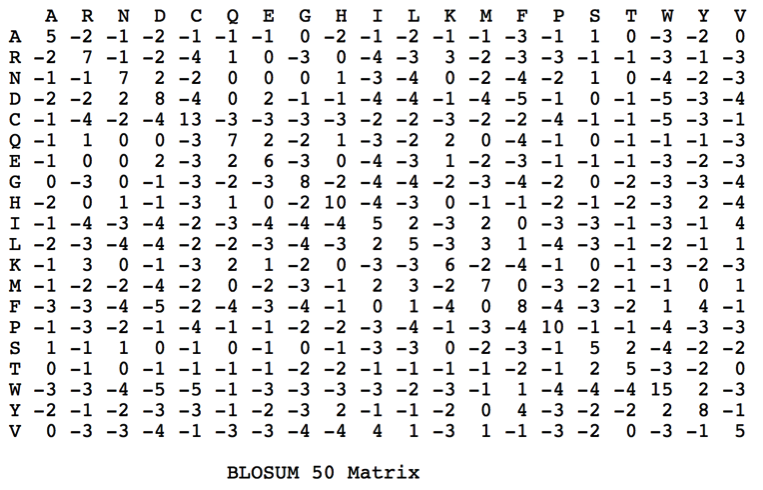 A R N D C Q E G H I L K M F P S T W Y V
A 5 -2 -1 -2 -1 -1 -1 0 -2 -1 -2 -1 -1 -3 -1 1 0 -3 -2 0
R -2 7 -1 -2 -4 1 0 -3 0 -4 -3 3 -2 -3 -3 -1 -1 -3 -1 -3
N -1 -1 7 2 -2 0 0 0 1 -3 -4 0 -2 -4 -2 1 0 -4 -2 -3
D -2 -2 2 8 -4 0 2 -1 -1 -4 -4 -1 -4 -5 -1 0 -1 -5 -3 -4
C -1 -4 -2 -4 13 -3 -3 -3 -3 -2 -2 -3 -2 -2 -4 -1 -1 -5 -3 -1
Q -1 1 0 0 -3 7 2 -2 1 -3 -2 2 0 -4 -1 0 -1 -1 -1 -3
E -1 0 0 2 -3 2 6 -3 0 -4 -3 1 -2 -3 -1 -1 -1 -3 -2 -3
G 0 -3 0 -1 -3 -2 -3 8 -2 -4 -4 -2 -3 -4 -2 0 -2 -3 -3 -4
H -2 0 1 -1 -3 1 0 -2 10 -4 -3 0 -1 -1 -2 -1 -2 -3 2 -4
I -1 -4 -3 -4 -2 -3 -4 -4 -4 5 2 -3 2 0 -3 -3 -1 -3 -1 4
L -2 -3 -4 -4 -2 -2 -3 -4 -3 2 5 -3 3 1 -4 -3 -1 -2 -1 1
K -1 3 0 -1 -3 2 1 -2 0 -3 -3 6 -2 -4 -1 0 -1 -3 -2 -3
M -1 -2 -2 -4 -2 0 -2 -3 -1 2 3 -2 7 0 -3 -2 -1 -1 0 1
F -3 -3 -4 -5 -2 -4 -3 -4 -1 0 1 -4 0 8 -4 -3 -2 1 4 -1
P -1 -3 -2 -1 -4 -1 -1 -2 -2 -3 -4 -1 -3 -4 10 -1 -1 -4 -3 -3
S 1 -1 1 0 -1 0 -1 0 -1 -3 -3 0 -2 -3 -1 5 2 -4 -2 -2
T 0 -1 0 -1 -1 -1 -1 -2 -2 -1 -1 -1 -1 -2 -1 2 5 -3 -2 0
W -3 -3 -4 -5 -5 -1 -3 -3 -3 -3 -2 -3 -1 1 -4 -4 -4 15 2 -3
Y -2 -1 -2 -3 -3 -1 -2 -3 2 -1 -1 -2 0 4 -3 -2 -2 2 8 -1
V 0 -3 -3 -4 -1 -3 -3 -4 -4 4 1 -3 1 -1 -3 -2 0 -3 -1 5
BLOSUM 50 Matrix